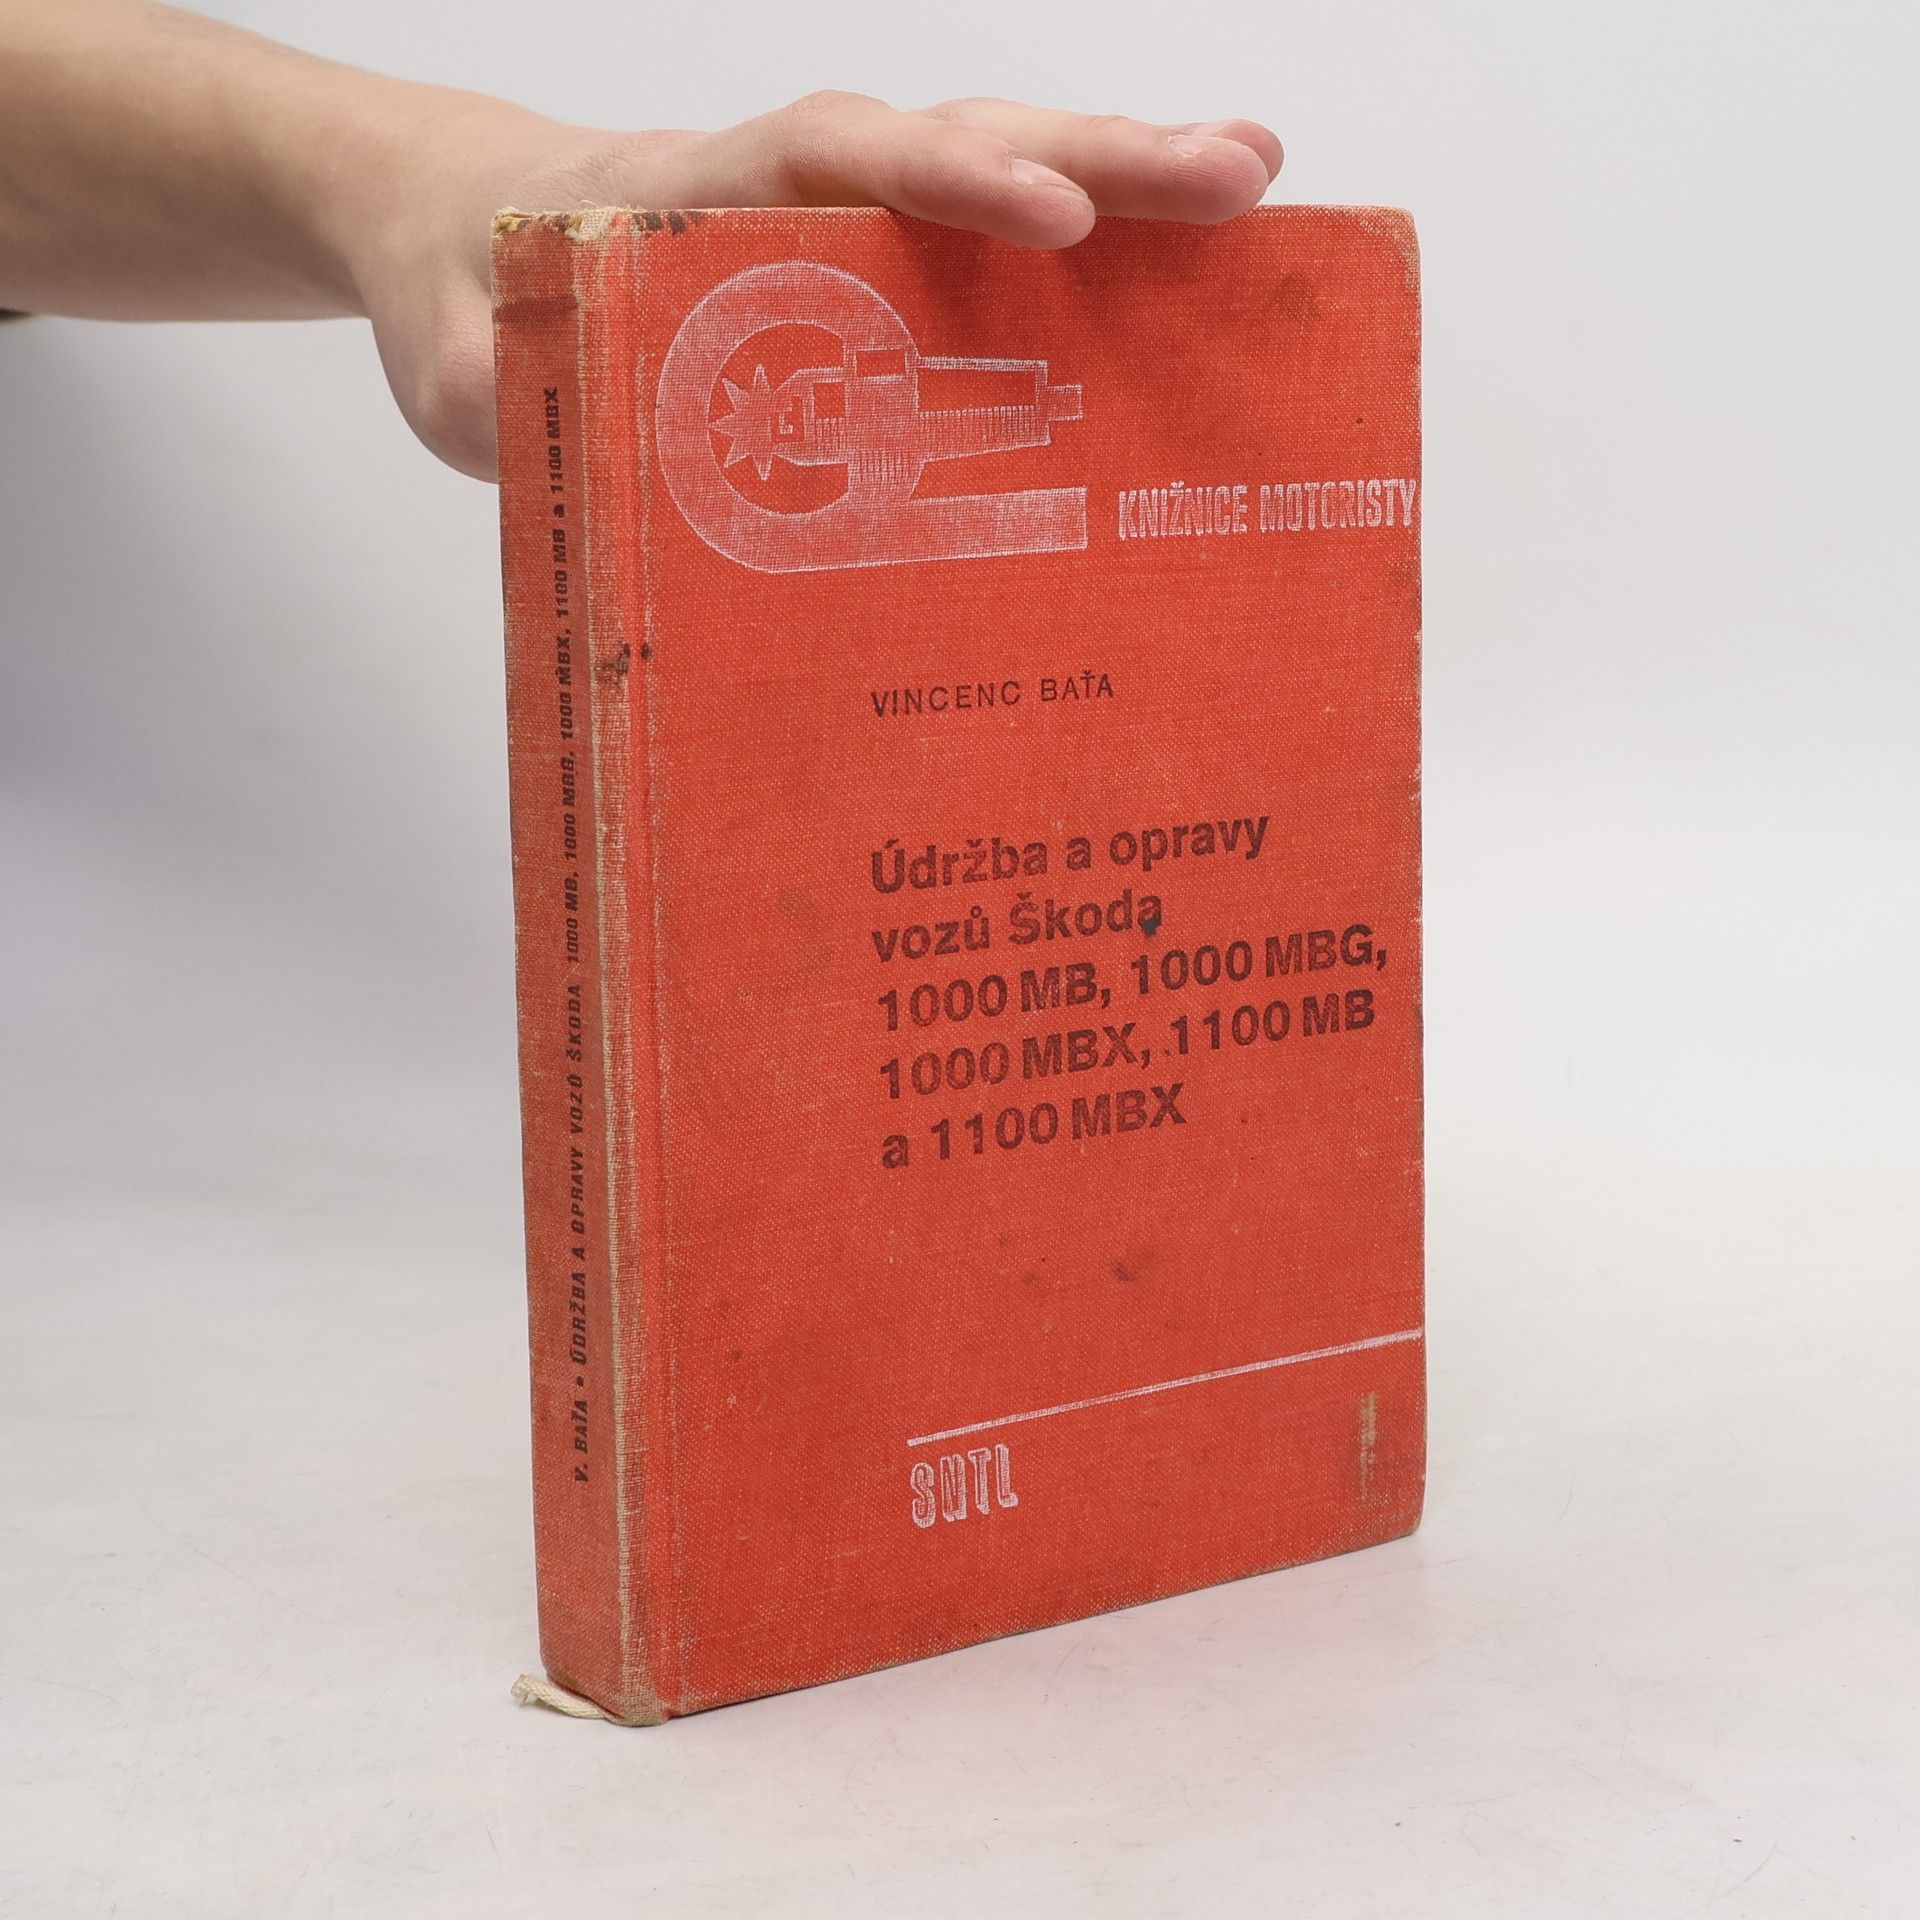 KNIŽNICE MOTORISTY
VINCENC BAŤA
Údržba a opravy
vozů Škoda
1000 MB, 1000 MBG,
1000 MBX, 1100 MB
a 1100 MBX
SNTL
V. BAŤA - ÚDRŽBA A OPRAVY VOZŮ ŠKODA 1000 MB, 1000 MBG, 1000 MBX, 1100 MB a 1100 MBX